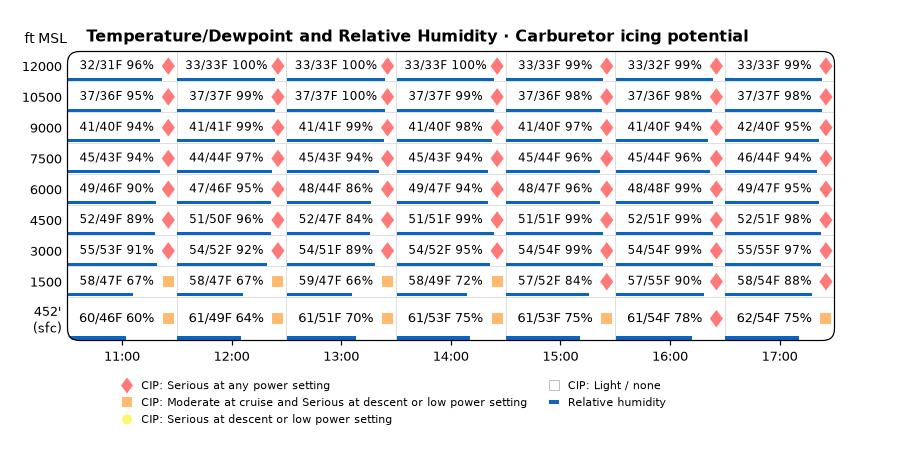 ft MSL Temperature/Dewpoint and Relative Humidity · Carburetor icing potential
12000 32/31F 96% 33/33F 100% 33/33F 100% 33/33F 100% 33/33F 99% 33/32F 99% 33/33F 99%
10500 37/36F 95% 37/37F 99% 37/37F 100% 37/37F 99% 37/36F 98% 37/36F 98% 37/37F 98%
9000 41/40F 94% 41/41F 99% 41/41F 99% 41/40F 98% 41/40F 97% 41/40F 94% 42/40F 95%
7500 45/43F 94% 44/44F 97% 45/43F 94% 45/43F 94% 45/44F 96% 45/44F 96% 46/44F 94%
6000 49/46F 90% 47/46F 95% 48/44F 86% 49/47F 94% 48/47F 96% 48/48F 99% 49/47F 95%
4500 52/49F 89% 51/50F 96% 52/47F 84% 51/51F 99% 51/51F 99% 52/51F 99% 52/51F 98%
3000 55/53F 91% 54/52F 92% 54/51F 89% 54/52F 95% 54/54F 99% 54/54F 99% 55/55F 97%
1500 58/47F 67% 58/47F 67% 59/47F 66% 58/49F 72% 57/52F 84% 57/55F 90% 58/54F 88%
452' (sfc) 60/46F 60% 61/49F 64% 61/51F 70% 61/53F 75% 61/53F 75% 61/54F 78% 62/54F 75%
11:00 12:00 13:00 14:00 15:00 16:00 17:00
CIP: Serious at any power setting CIP: Light / none
CIP: Moderate at cruise and Serious at descent or low power setting Relative humidity
CIP: Serious at descent or low power setting